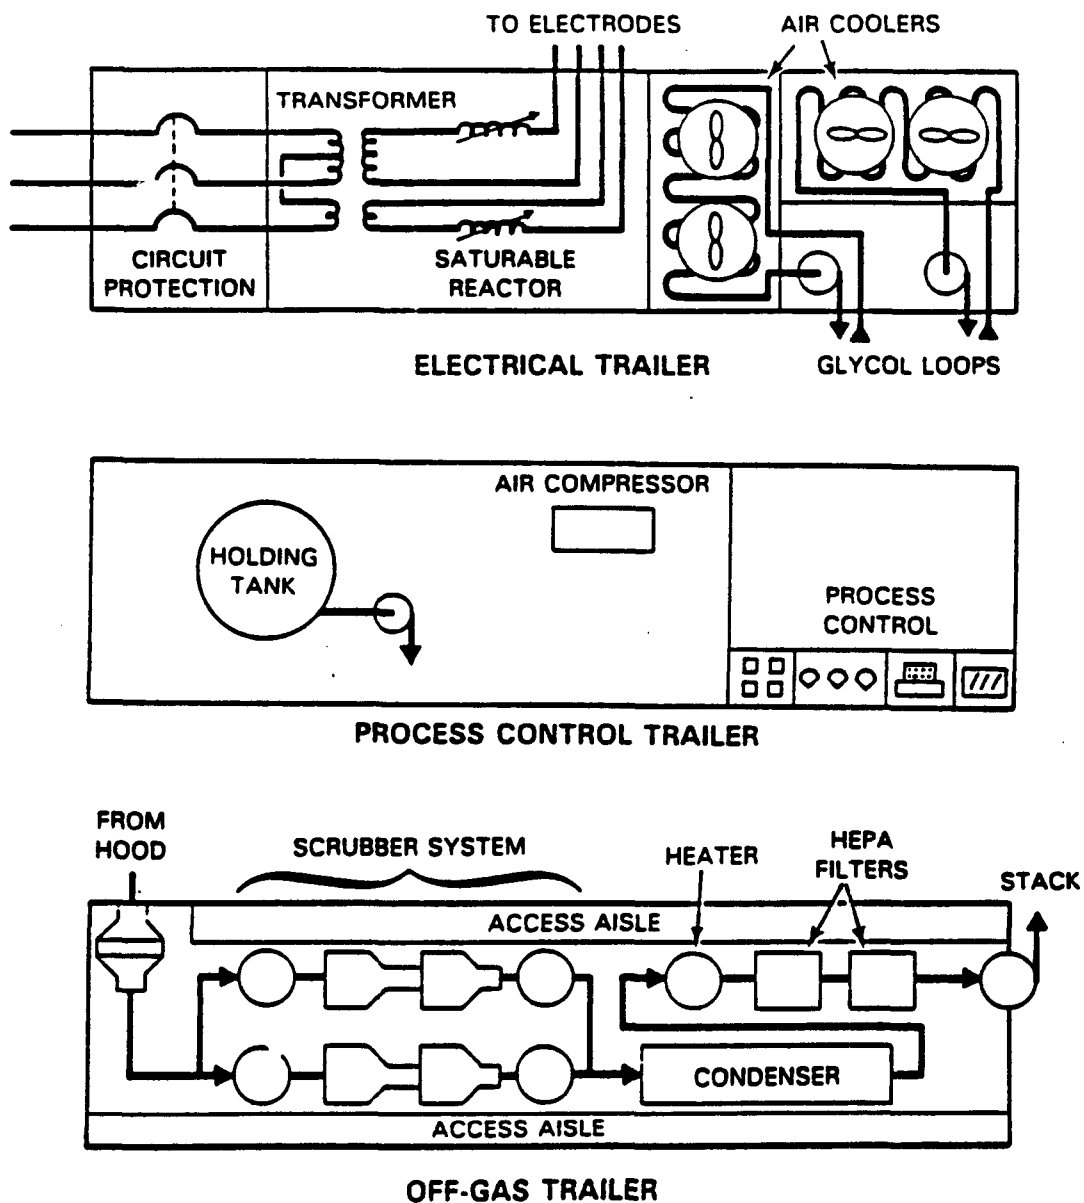 TO ELECTRODES
AIR COOLERS
TRANSFORMER
CIRCUIT
PROTECTION
SATURABLE
REACTOR
ELECTRICAL TRAILER
GLYCOL LOOPS
AIR COMPRESSOR
HOLDING
TANK
PROCESS
CONTROL
PROCESS CONTROL TRAILER
FROM
HOOD
SCRUBBER SYSTEM
HEATER
HEPA
FILTERS
STACK
ACCESS AISLE
CONDENSER
ACCESS AISLE
OFF-GAS TRAILER